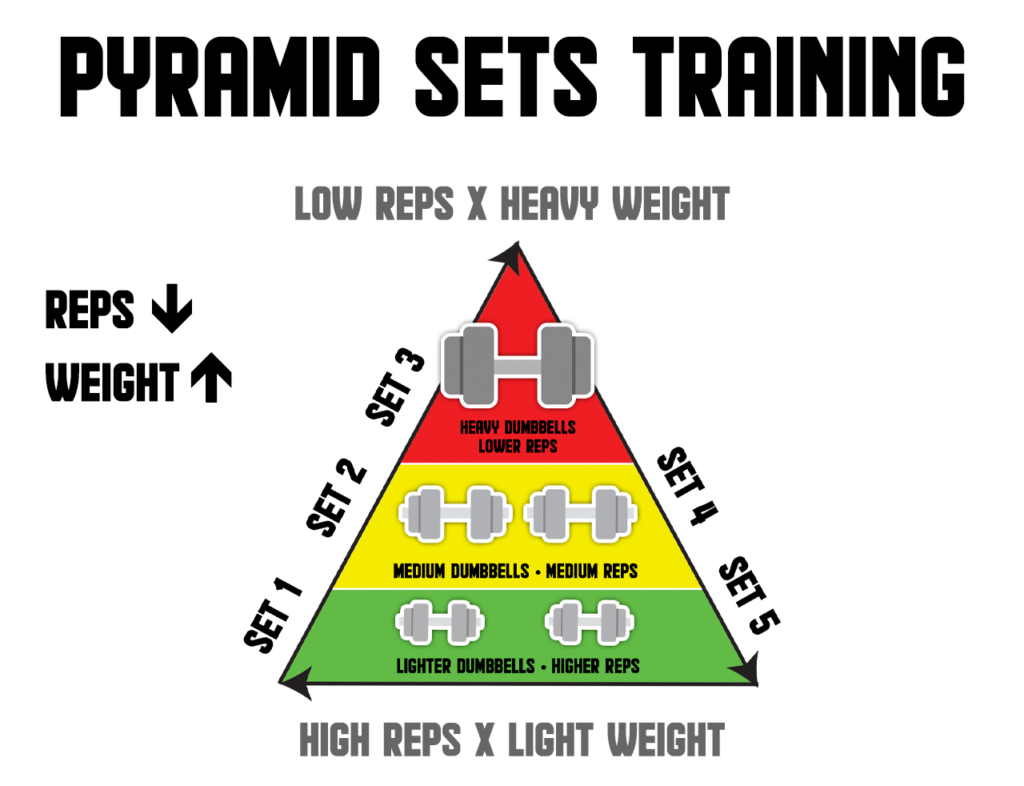 PYRAMID SETS TRAINING
LOW REPS X HEAVY WEIGHT
REPS
WEIGHT
SET 3
HEAVY DUMBBELLS
LOWER REPS
SET 2
SET 4
MEDIUM DUMBBELLS • MEDIUM REPS
SET 1
SET 5
LIGHTER DUMBBELLS • HIGHER REPS
HIGH REPS X LIGHT WEIGHT